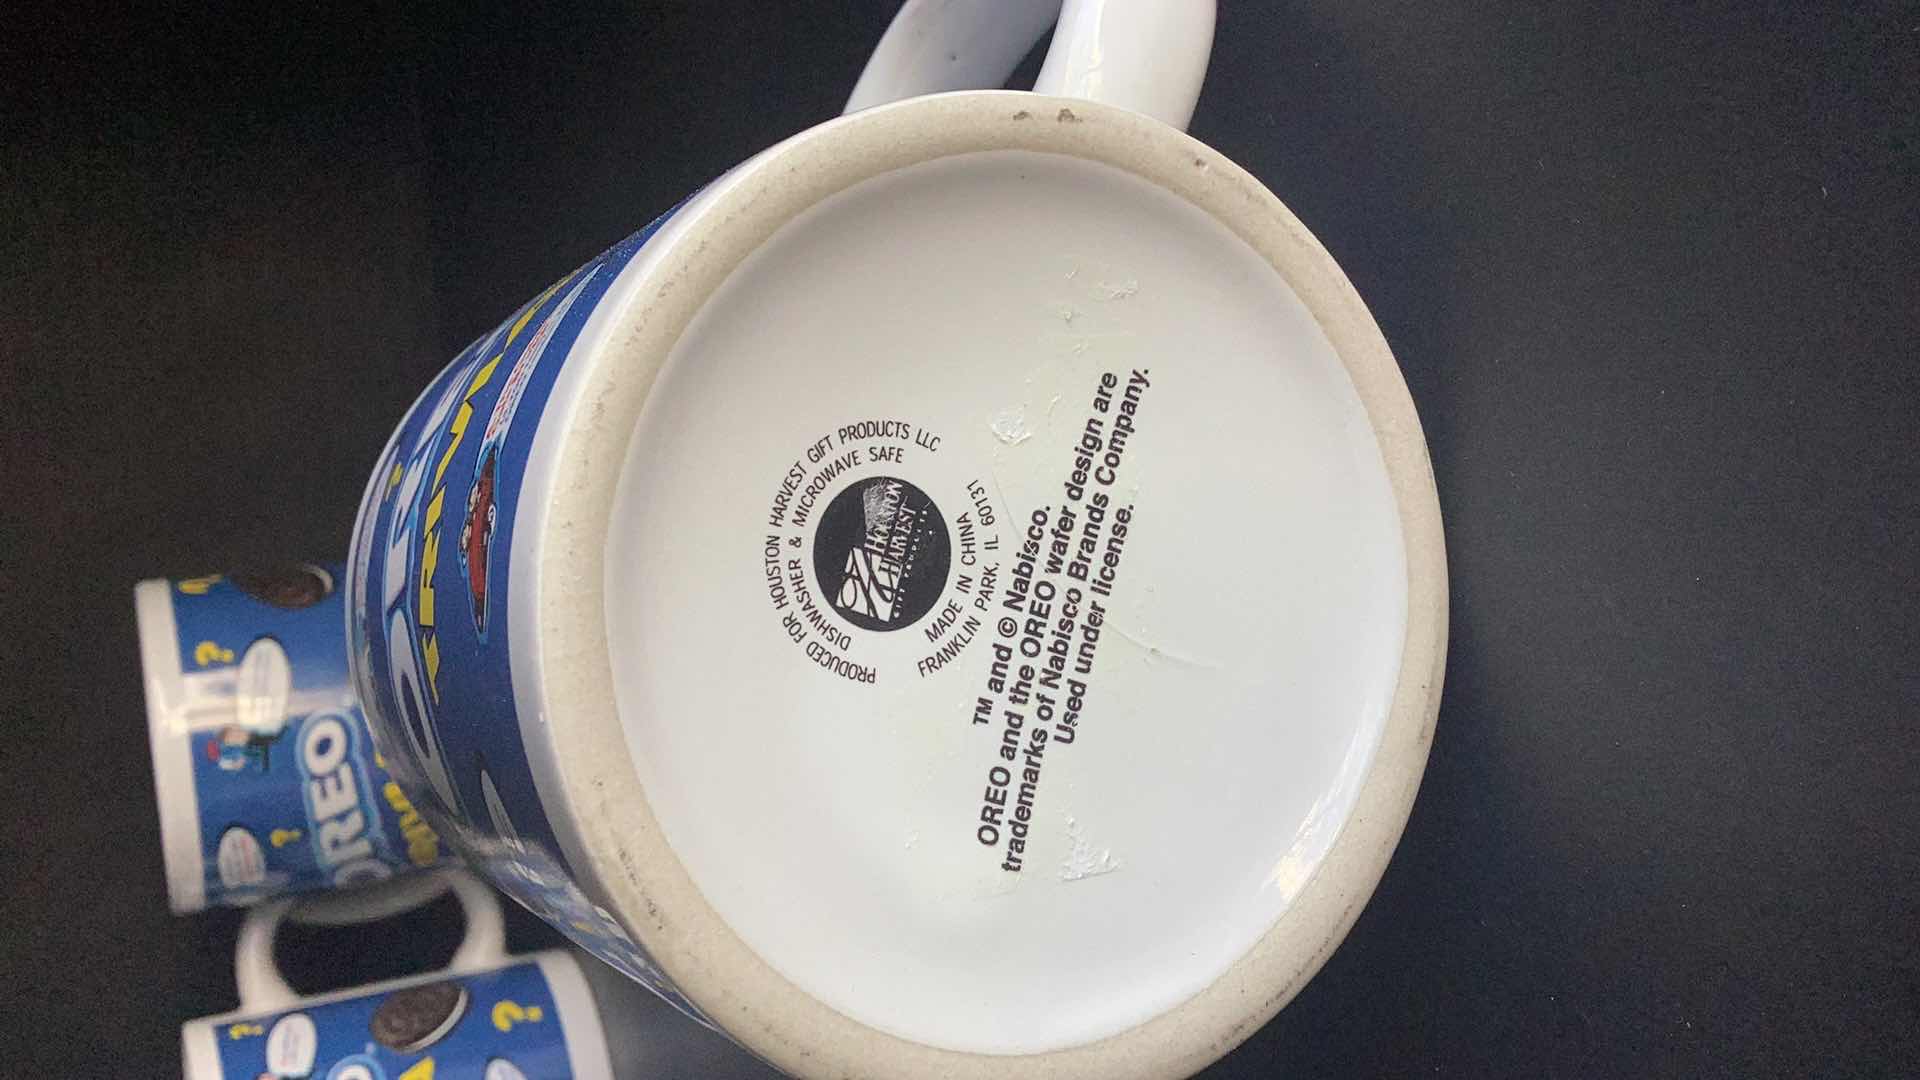 PRODUCED FOR HOUSTON HARVEST GIFT PRODUCTS LLC
DISHWASHER & MICROWAVE SAFE
HOUSTON
HARVEST
GIFT PRODUCTS
MADE IN CHINA
FRANKLIN PARK, IL 60131
TM and © Nabisco.
OREO and the OREO wafer design are
trademarks of Nabisco Brands Company.
Used under license.
OREO